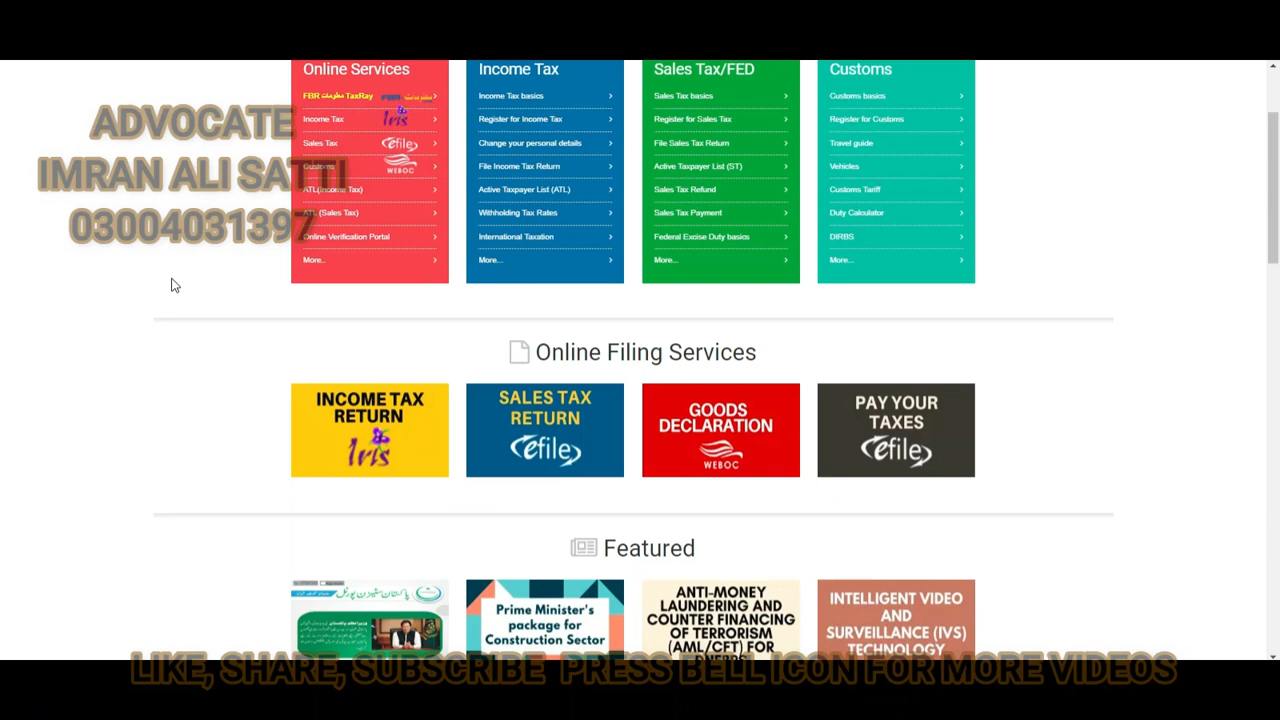 Online Services
FBR معلومات TaxRay
Income Tax
Iris
Sales Tax
efile
Customs
WEBOC
ATL(Income Tax)
ATL (Sales Tax)
Online Verification Portal
More..
Income Tax
Income Tax basics
Register for Income Tax
Change your personal details
File Income Tax Return
Active Taxpayer List (ATL)
Withholding Tax Rates
International Taxation
More...
Sales Tax/FED
Sales Tax basics
Register for Sales Tax
File Sales Tax Return
Active Taxpayer List (ST)
Sales Tax Refund
Sales Tax Payment
Federal Excise Duty basics
More...
Customs
Customs basics
Register for Customs
Travel guide
Vehicles
Customs Tariff
Duty Calculator
DIRBS
More...
ADVOCATE
IMRAN ALI SATTI
03004031397
Online Filing Services
INCOME TAX
RETURN
Iris
SALES TAX
RETURN
efile
GOODS
DECLARATION
WEBOC
PAY YOUR
TAXES
efile
Featured
پاکستان سٹیزن پورٹل
Prime Minister's
package for
Construction Sector
ANTI-MONEY
LAUNDERING AND
COUNTER FINANCING
OF TERRORISM
(AML/CFT) FOR
INTELLIGENT VIDEO
AND
SURVEILLANCE (IVS)
TECHNOLOGY
LIKE, SHARE, SUBSCRIBE PRESS BELL ICON FOR MORE VIDEOS